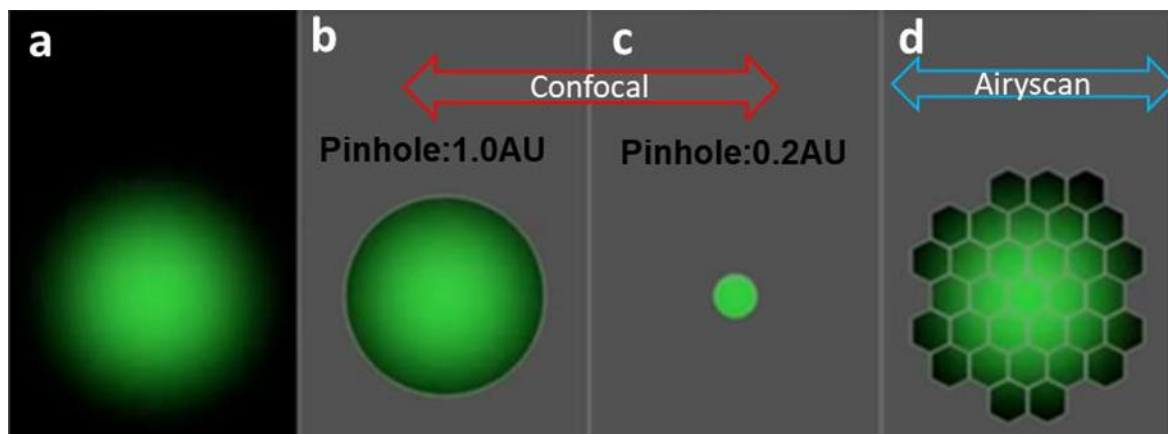 a
b
c
d
Confocal
Airyscan
Pinhole:1.0AU
Pinhole:0.2AU